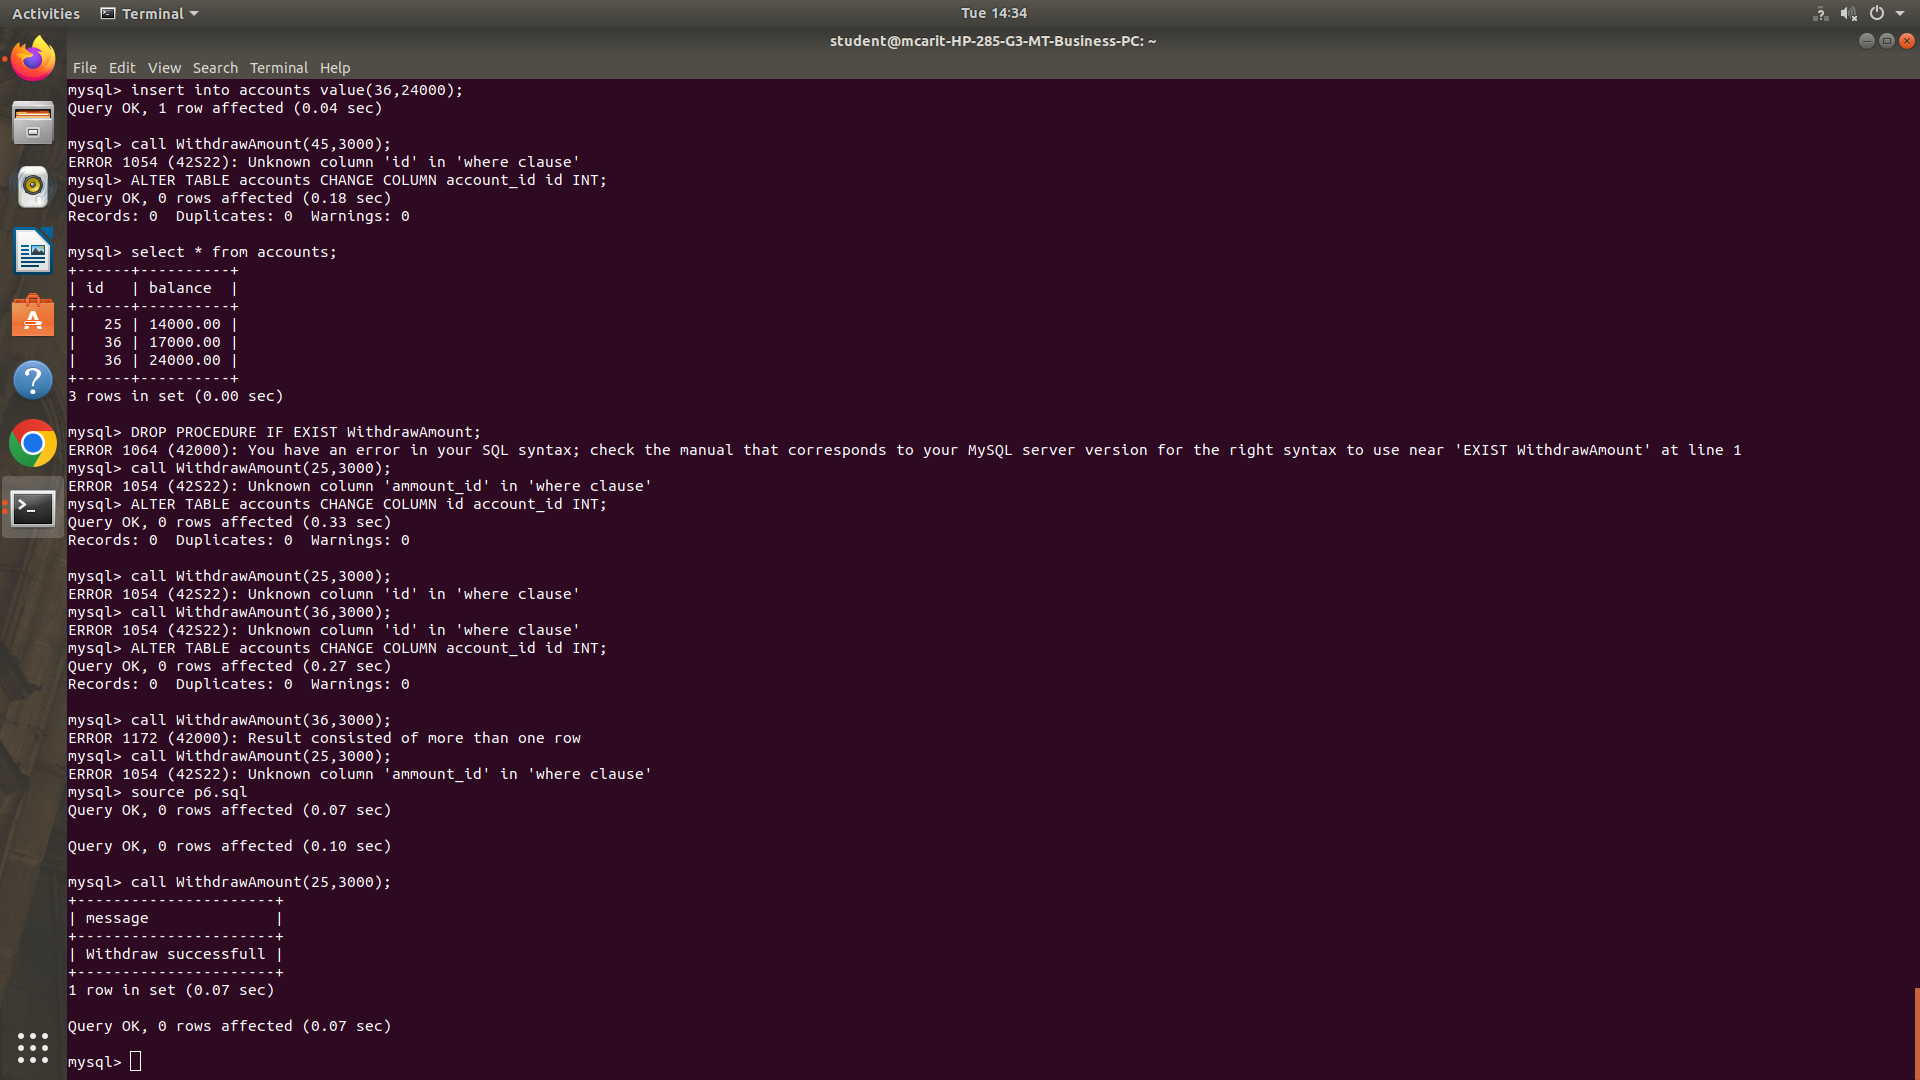 Activities Terminal Tue 14:34
student@mcarit-HP-285-G3-MT-Business-PC: ~
File Edit View Search Terminal Help
mysql> insert into accounts value(36,24000);
Query OK, 1 row affected (0.04 sec)

mysql> call WithdrawAmount(45,3000);
ERROR 1054 (42S22): Unknown column 'id' in 'where clause'
mysql> ALTER TABLE accounts CHANGE COLUMN account_id id INT;
Query OK, 0 rows affected (0.18 sec)
Records: 0  Duplicates: 0  Warnings: 0

mysql> select * from accounts;
+------+----------+
| id   | balance  |
+------+----------+
|   25 | 14000.00 |
|   36 | 17000.00 |
|   36 | 24000.00 |
+------+----------+
3 rows in set (0.00 sec)

mysql> DROP PROCEDURE IF EXIST WithdrawAmount;
ERROR 1064 (42000): You have an error in your SQL syntax; check the manual that corresponds to your MySQL server version for the right syntax to use near 'EXIST WithdrawAmount' at line 1
mysql> call WithdrawAmount(25,3000);
ERROR 1054 (42S22): Unknown column 'ammount_id' in 'where clause'
mysql> ALTER TABLE accounts CHANGE COLUMN id account_id INT;
Query OK, 0 rows affected (0.33 sec)
Records: 0  Duplicates: 0  Warnings: 0

mysql> call WithdrawAmount(25,3000);
ERROR 1054 (42S22): Unknown column 'id' in 'where clause'
mysql> call WithdrawAmount(36,3000);
ERROR 1054 (42S22): Unknown column 'id' in 'where clause'
mysql> ALTER TABLE accounts CHANGE COLUMN account_id id INT;
Query OK, 0 rows affected (0.27 sec)
Records: 0  Duplicates: 0  Warnings: 0

mysql> call WithdrawAmount(36,3000);
ERROR 1172 (42000): Result consisted of more than one row
mysql> call WithdrawAmount(25,3000);
ERROR 1054 (42S22): Unknown column 'ammount_id' in 'where clause'
mysql> source p6.sql
Query OK, 0 rows affected (0.07 sec)

Query OK, 0 rows affected (0.10 sec)

mysql> call WithdrawAmount(25,3000);
+----------------------+
| message              |
+----------------------+
| Withdraw successfull |
+----------------------+
1 row in set (0.07 sec)

Query OK, 0 rows affected (0.07 sec)

mysql>